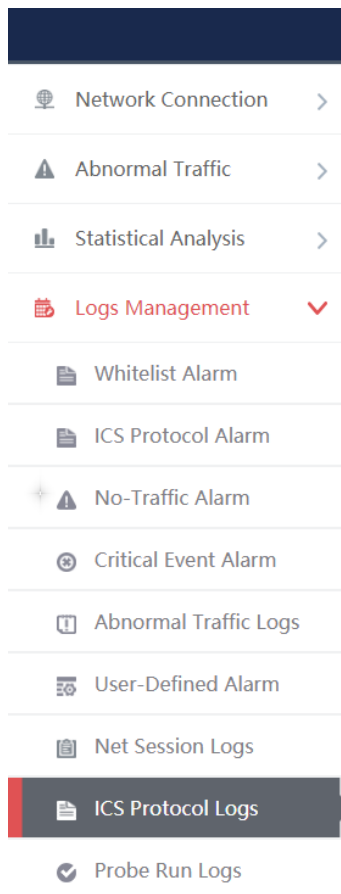 Network Connection
Abnormal Traffic
Statistical Analysis
Logs Management
Whitelist Alarm
ICS Protocol Alarm
No-Traffic Alarm
Critical Event Alarm
Abnormal Traffic Logs
User-Defined Alarm
Net Session Logs
ICS Protocol Logs
Probe Run Logs